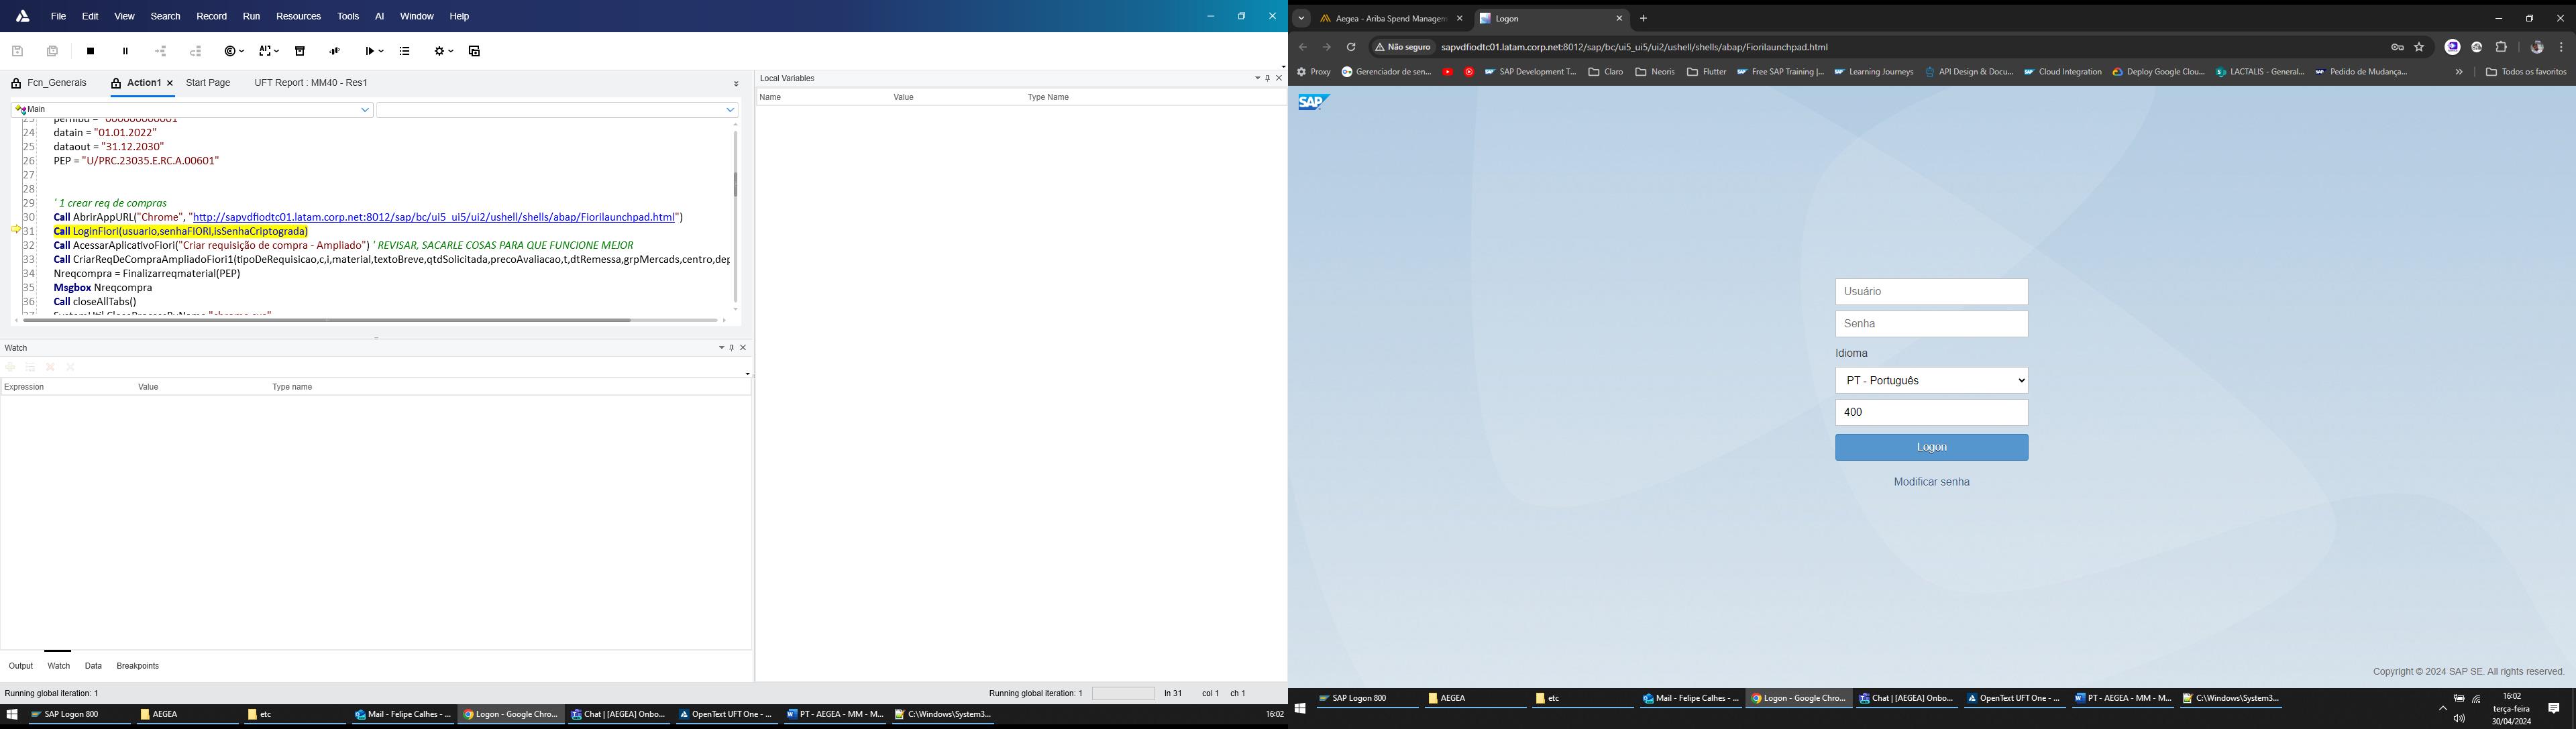 File Edit View Search Record Run Resources Tools AI Window Help
Fcn_Generais Action1 Start Page UFT Report : MM40 - Res1
Main
24 datain = "01.01.2022"
25 dataout = "31.12.2030"
26 PEP = "U/PRC.23035.E.RC.A.00601"
27
28
29 ' 1 crear req de compras
30 Call AbrirAppURL("Chrome", "http://sapvdfiodtc01.latam.corp.net:8012/sap/bc/ui5_ui5/ui2/ushell/shells/abap/Fiorilaunchpad.html")
31 Call LoginFiori(usuario,senhaFIORI,isSenhaCriptograda)
32 Call AcessarAplicativoFiori("Criar requisição de compra - Ampliado") ' REVISAR, SACARLE COSAS PARA QUE FUNCIONE MEJOR
33 Call CriarReqDeCompraAmpliadoFiori1(tipoDeRequisicao,c,i,material,textoBreve,qtdSolicitada,precoAvaliacao,t,dtRemessa,grpMercads,centro,dep
34 Nreqcompra = Finalizarreqmaterial(PEP)
35 Msgbox Nreqcompra
36 Call closeAllTabs()
Watch
Expression Value Type name
Output Watch Data Breakpoints
Running global iteration: 1
Running global iteration: 1 ln 31 col 1 ch 1
Local Variables
Name Value Type Name
SAP Logon 800 AEGEA etc Mail - Felipe Calhes - ... Logon - Google Chro... Chat | [AEGEA] Onbo... OpenText UFT One - ... PT - AEGEA - MM - M... C:\Windows\System3... 16:02
Aegea - Ariba Spend Managem Logon
Não seguro sapvdfiodtc01.latam.corp.net:8012/sap/bc/ui5_ui5/ui2/ushell/shells/abap/Fiorilaunchpad.html
Proxy Gerenciador de sen... SAP Development T... Claro Neoris Flutter Free SAP Training |... Learning Journeys API Design & Docu... Cloud Integration Deploy Google Clou... LACTALIS - General... Pedido de Mudança... » Todos os favoritos
SAP
Usuário
Senha
Idioma
PT - Português
400
Logon
Modificar senha
Copyright © 2024 SAP SE. All rights reserved.
SAP Logon 800 AEGEA etc Mail - Felipe Calhes - ... Logon - Google Chro... Chat | [AEGEA] Onbo... OpenText UFT One - ... PT - AEGEA - MM - M... C:\Windows\System3...
16:02
terça-feira
30/04/2024